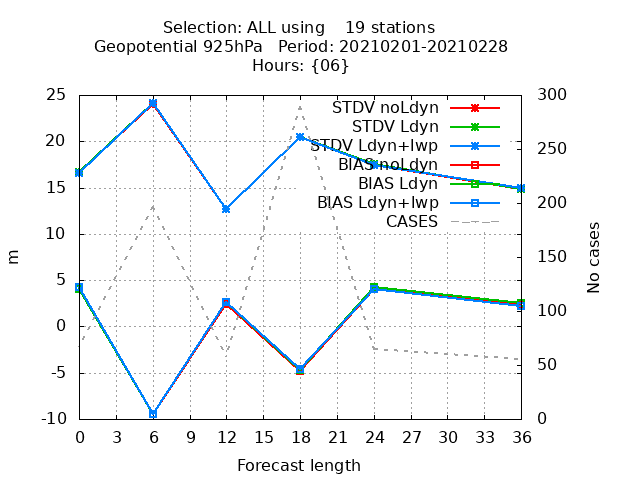 Selection: ALL using    19 stations
Geopotential 925hPa   Period: 20210201-20210228
Hours: {06}
25
20
15
10
5
0
-5
-10
m
300
250
200
150
100
50
0
No cases
STDV noLdyn
STDV Ldyn
STDV Ldyn+lwp
BIAS noLdyn
BIAS Ldyn
BIAS Ldyn+lwp
CASES
0 3 6 9 12 15 18 21 24 27 30 33 36
Forecast length